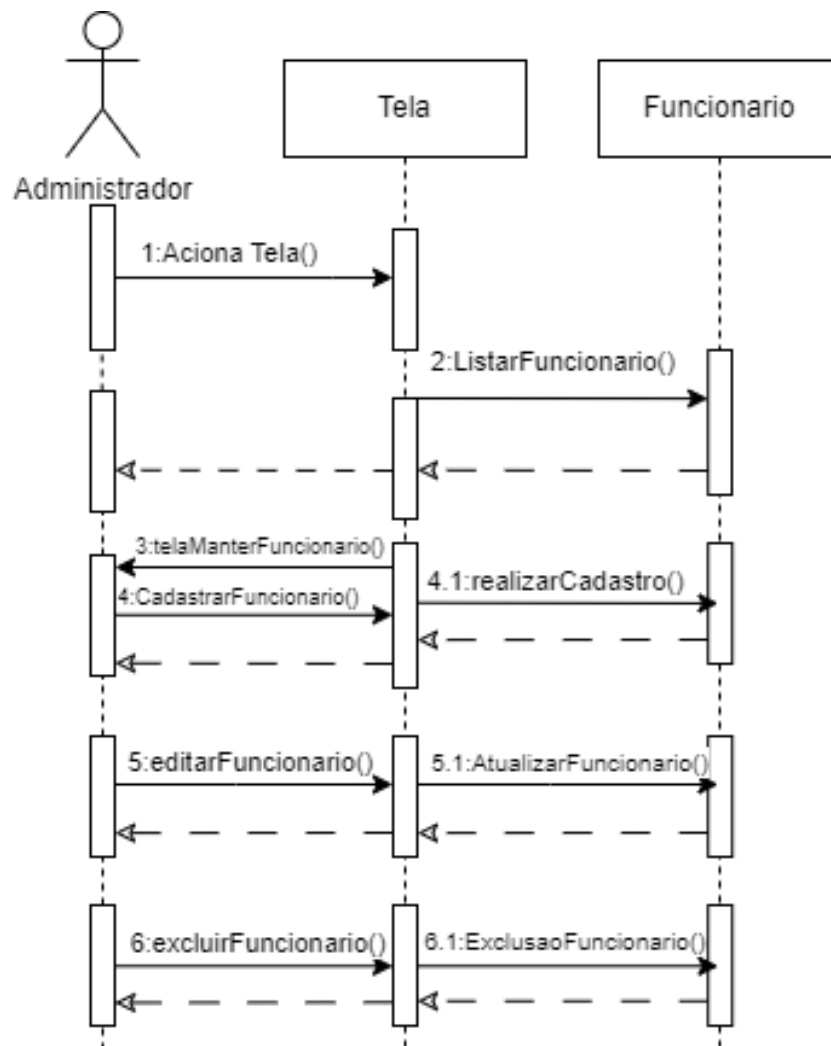 Tela
Funcionario
Administrador
1:Aciona Tela()
2:ListarFuncionario()
3:telaManterFuncionario()
4:CadastrarFuncionario()
4.1:realizarCadastro()
5:editarFuncionario()
5.1:AtualizarFuncionario()
6:excluirFuncionario()
6.1:ExclusaoFuncionario()